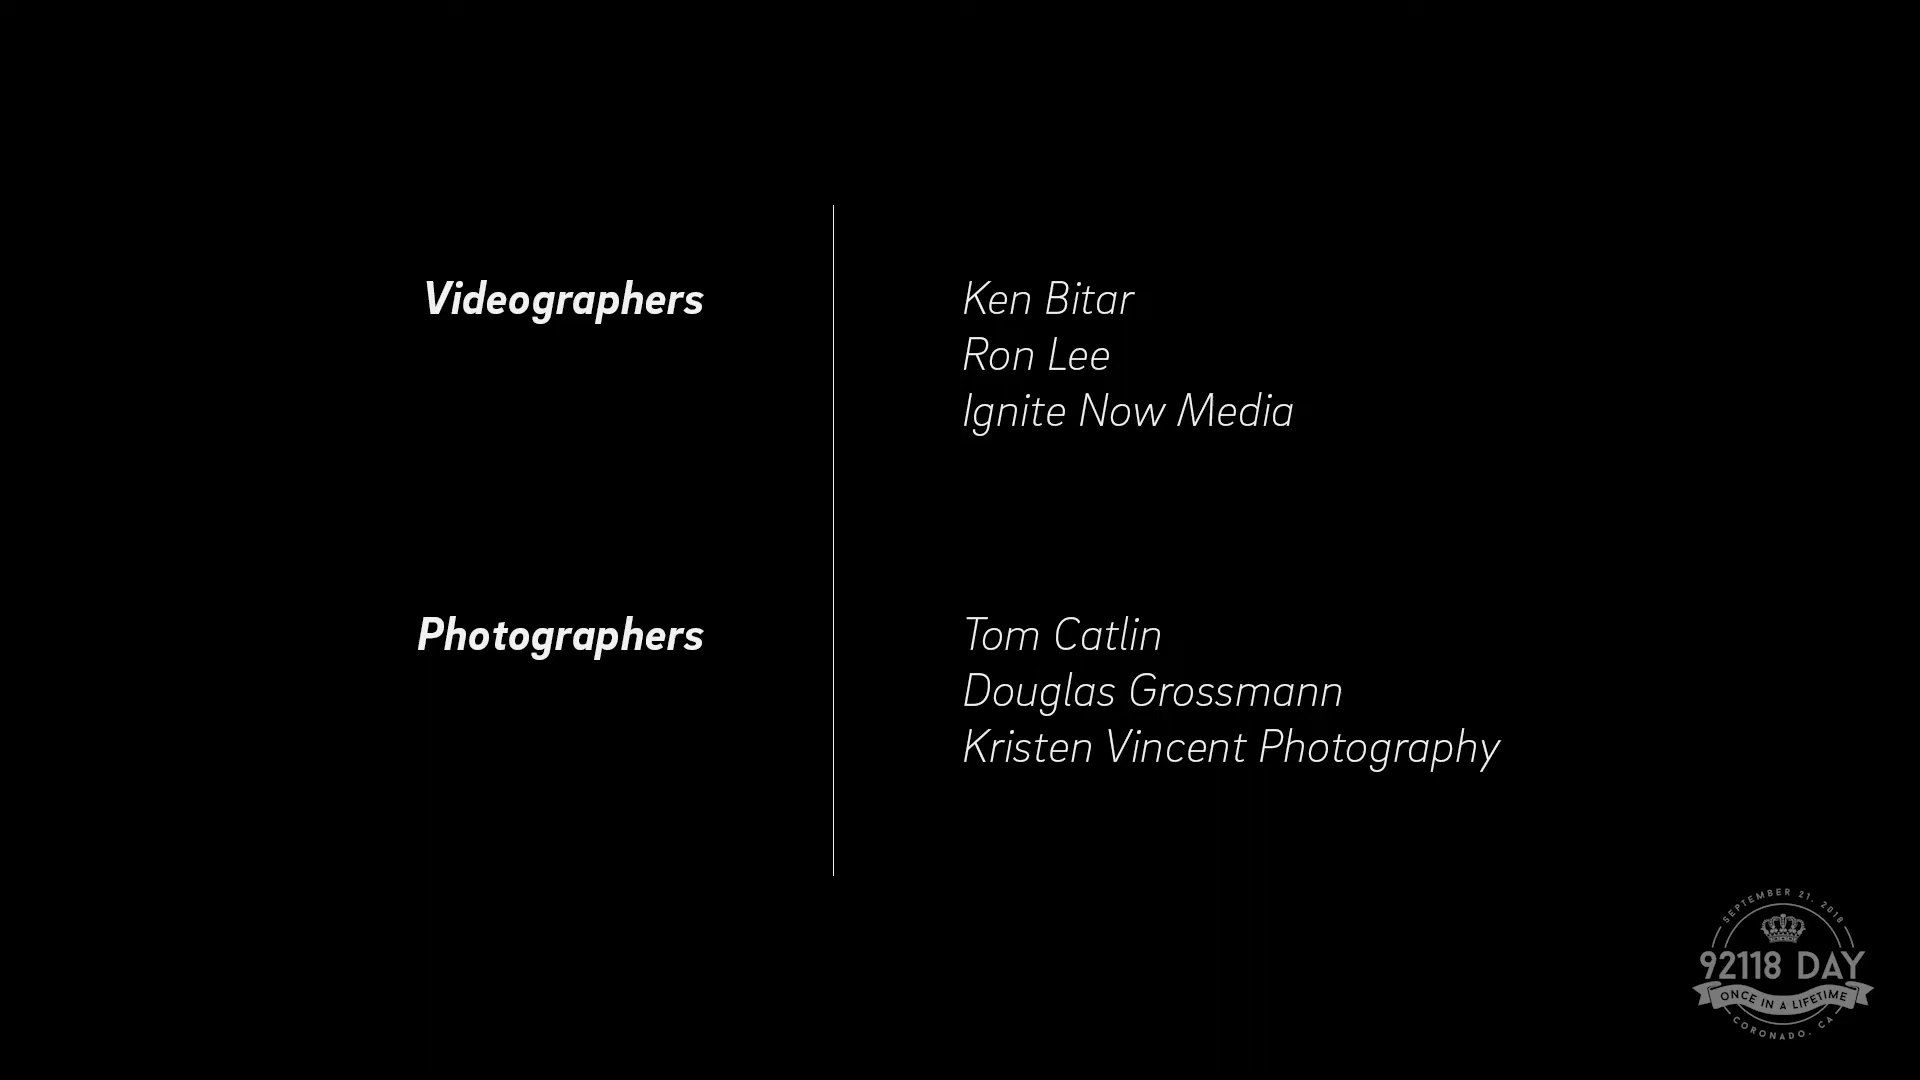 Videographers
Ken Bitar
Ron Lee
Ignite Now Media
Photographers
Tom Catlin
Douglas Grossmann
Kristen Vincent Photography
SEPTEMBER 21. 2018
92118 DAY
ONCE IN A LIFETIME
CORONADO. CA